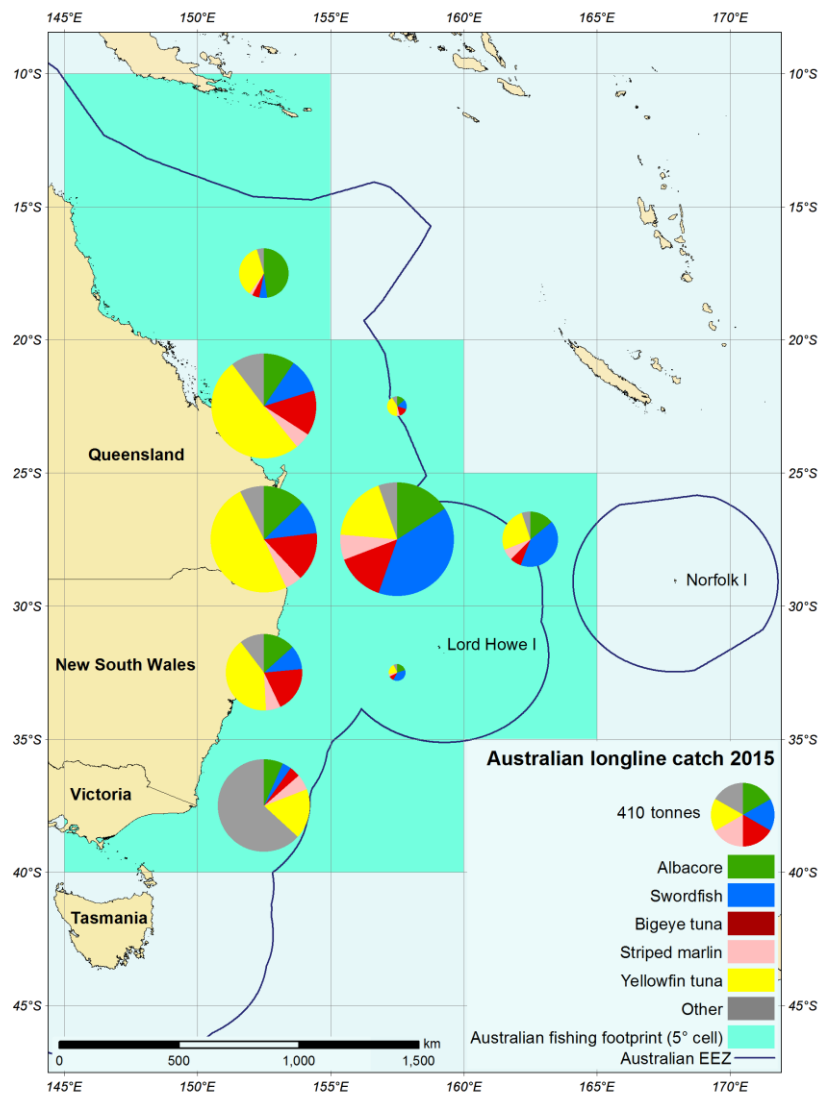 145°E 150°E 155°E 160°E 165°E 170°E
10°S 10°S
15°S 15°S
20°S 20°S
Queensland
25°S 25°S
Norfolk I
30°S 30°S
Lord Howe I
New South Wales
35°S 35°S
Australian longline catch 2015
Victoria
410 tonnes
40°S 40°S
Albacore
Swordfish
Tasmania
Bigeye tuna
Striped marlin
Yellowfin tuna
45°S 45°S
Other
Australian fishing footprint (5° cell)
km
Australian EEZ
0 500 1,000 1,500
145°E 150°E 155°E 160°E 165°E 170°E